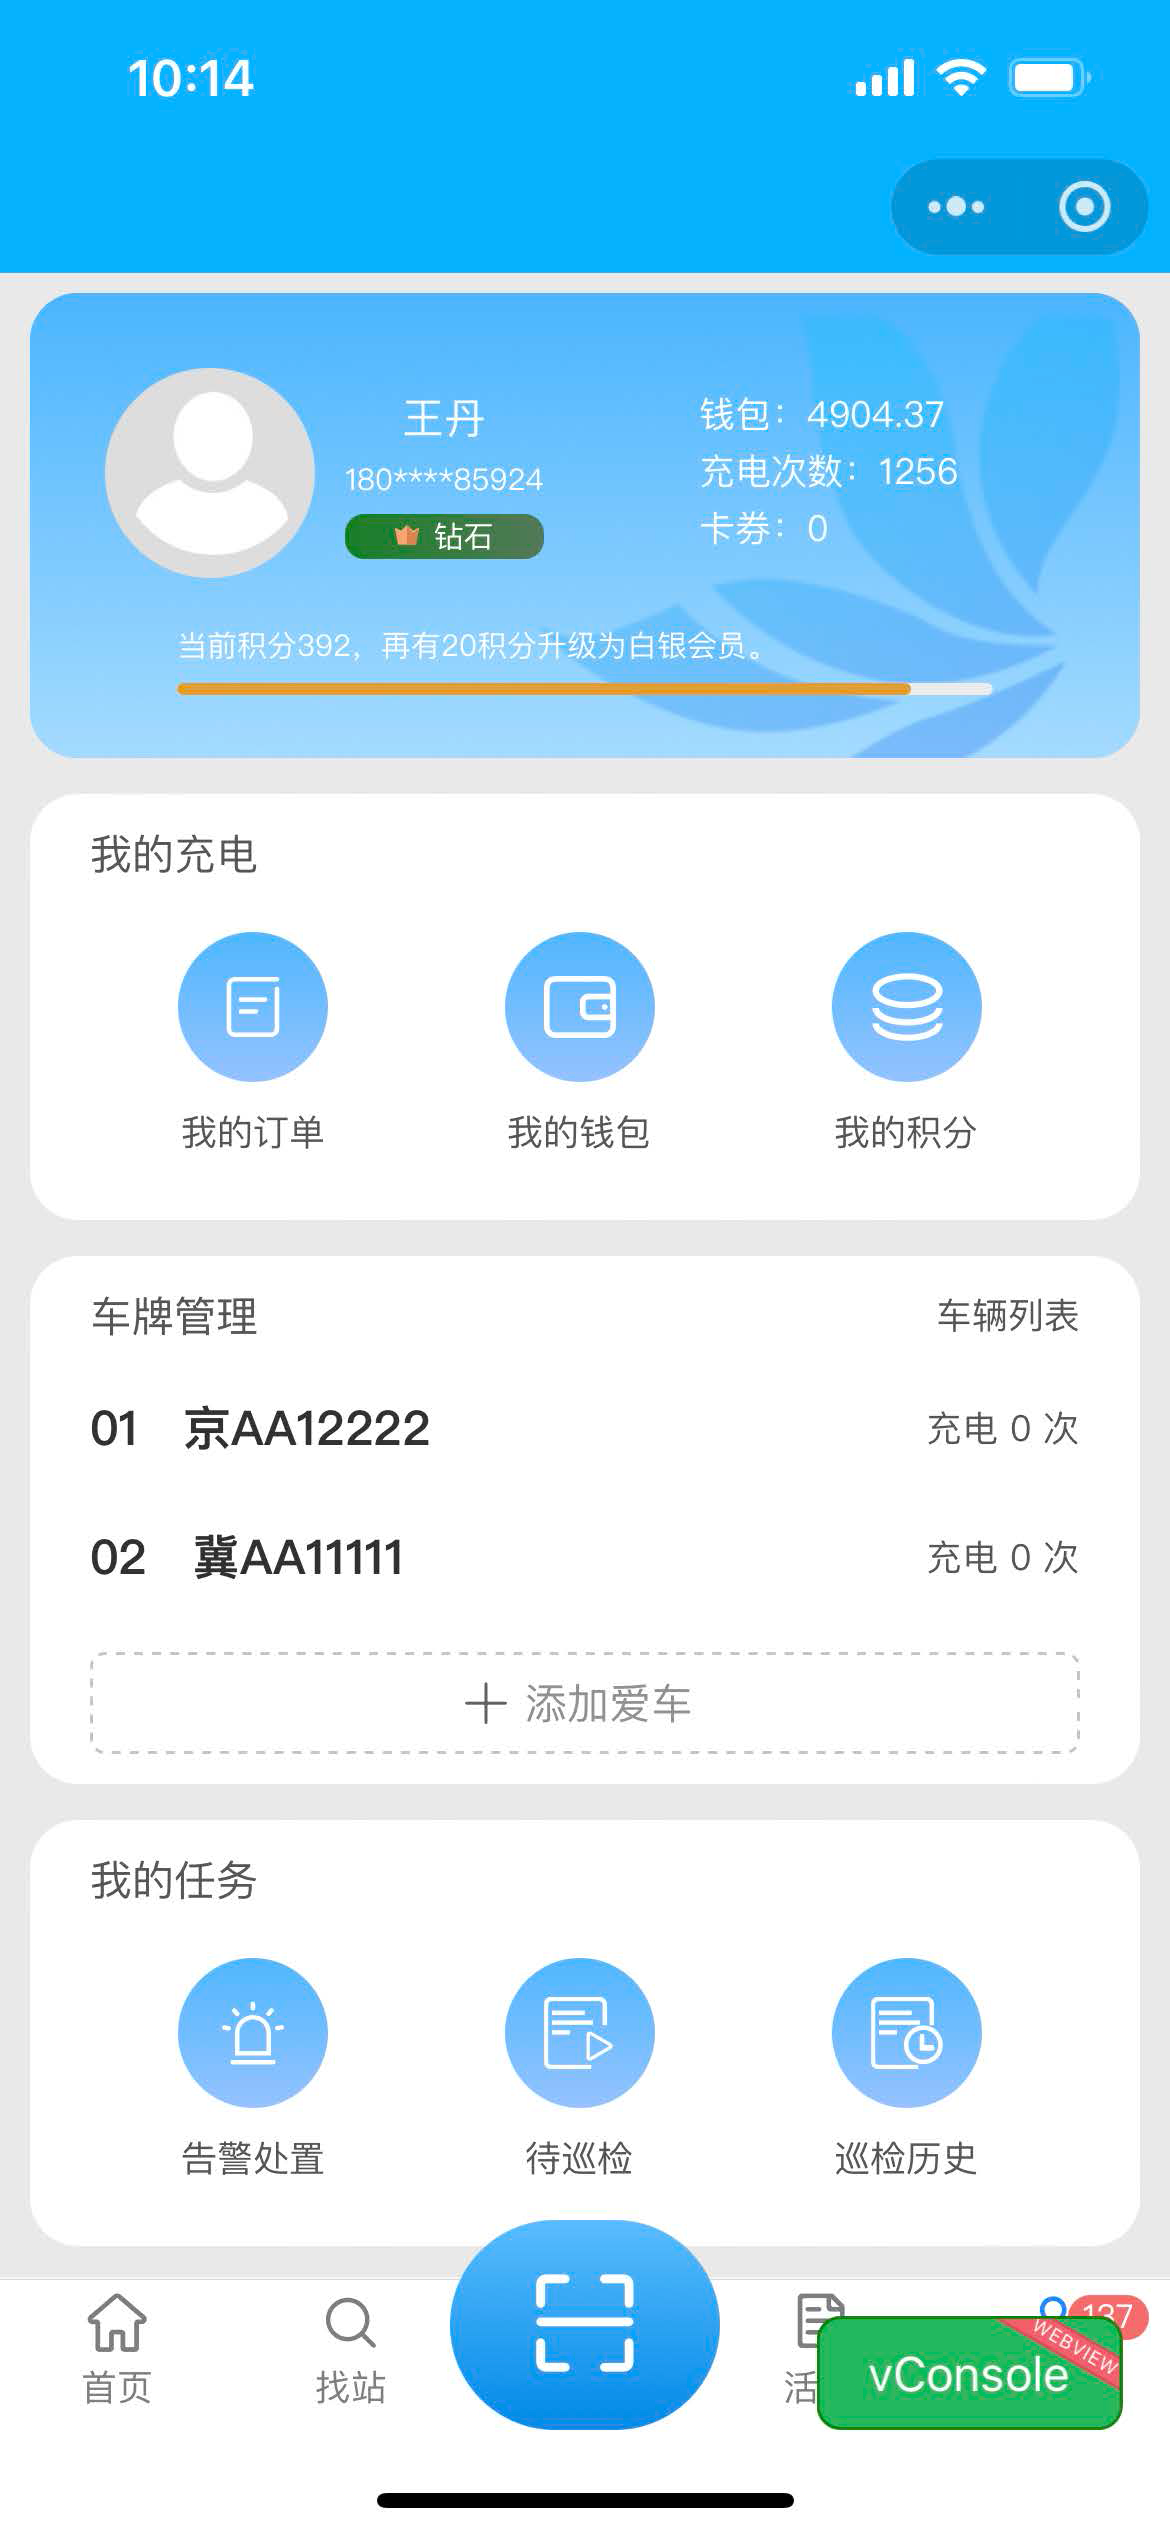 10:14
王丹
180****85924
钻石
钱包：4904.37
充电次数：1256
卡券：0
当前积分392，再有20积分升级为白银会员。
我的充电
我的订单
我的钱包
我的积分
车牌管理
车辆列表
01 京AA12222
充电 0 次
02 冀AA11111
充电 0 次
添加爱车
我的任务
告警处置
待巡检
巡检历史
首页
找站
活
137
WEBVIEW
vConsole